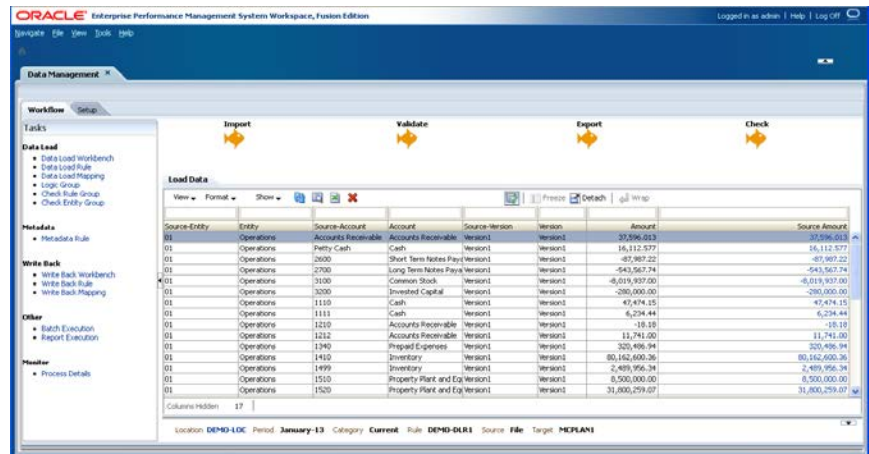 ORACLE Enterprise Performance Management System Workspace, Fusion Edition
Logged in as admin | Help | Log Off
Navigate File View Tools Help
Data Management
Workflow Setup
Tasks
Import Validate Export Check
Data Load
Data Load Workbench
Data Load Rule
Data Load Mapping
Logic Group
Check Rule Group
Check Entity Group
Metadata
Metadata Rule
Write Back
Write Back Workbench
Write Back Rule
Write Back Mapping
Other
Batch Execution
Report Execution
Monitor
Process Details
Load Data
View Format Show Freeze Detach Wrap
Source-Entity Entity Source-Account Account Source-Version Version Amount Source Amount
01 Operations Accounts Receivable Accounts Receivable Version1 Version1 37,596.013 37,596.013
01 Operations Petty Cash Cash Version1 Version1 16,112.577 16,112.577
01 Operations 2600 Short Term Notes Paya Version1 Version1 -87,987.22 -87,987.22
01 Operations 2700 Long Term Notes Paya Version1 Version1 -543,567.74 -543,567.74
01 Operations 3100 Common Stock Version1 Version1 -8,019,937.00 -8,019,937.00
01 Operations 3200 Invested Capital Version1 Version1 -280,000.00 -280,000.00
01 Operations 1110 Cash Version1 Version1 47,474.15 47,474.15
01 Operations 1111 Cash Version1 Version1 6,234.44 6,234.44
01 Operations 1210 Accounts Receivable Version1 Version1 -18.18 -18.18
01 Operations 1212 Accounts Receivable Version1 Version1 11,741.00 11,741.00
01 Operations 1340 Prepaid Expenses Version1 Version1 320,486.94 320,486.94
01 Operations 1410 Inventory Version1 Version1 80,162,600.36 80,162,600.36
01 Operations 1499 Inventory Version1 Version1 2,489,956.34 2,489,956.34
01 Operations 1510 Property Plant and Eq Version1 Version1 8,500,000.00 8,500,000.00
01 Operations 1520 Property Plant and Eq Version1 Version1 31,800,259.07 31,800,259.07
Columns Hidden 17
Location DEMO-LOC Period January-13 Category Current Rule DEMO-DLR1 Source File Target MCPLAN1